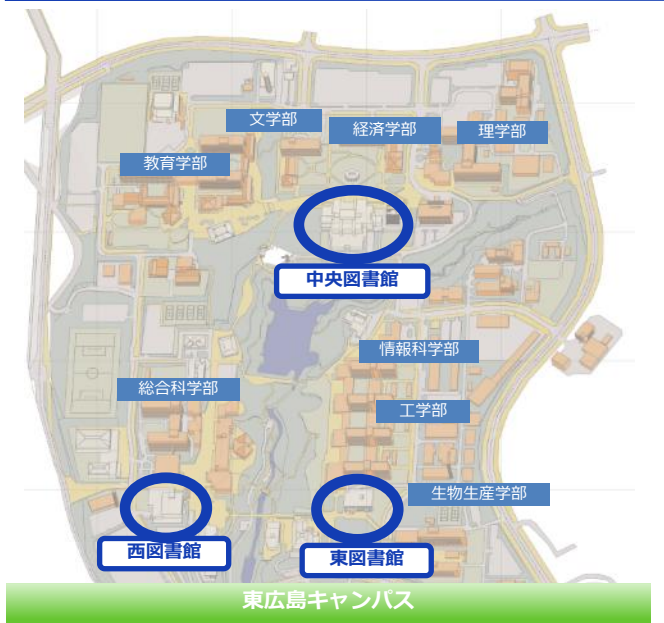 文学部
経済学部
理学部
教育学部
中央図書館
情報科学部
総合科学部
工学部
生物生産学部
西図書館
東図書館
東広島キャンパス